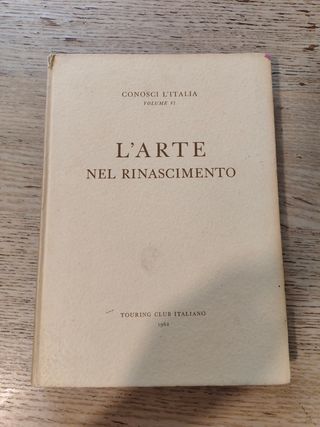 CONOSCI L'ITALIA
VOLUME VI
L'ARTE
NEL RINASCIMENTO
TOURING CLUB ITALIANO
1962